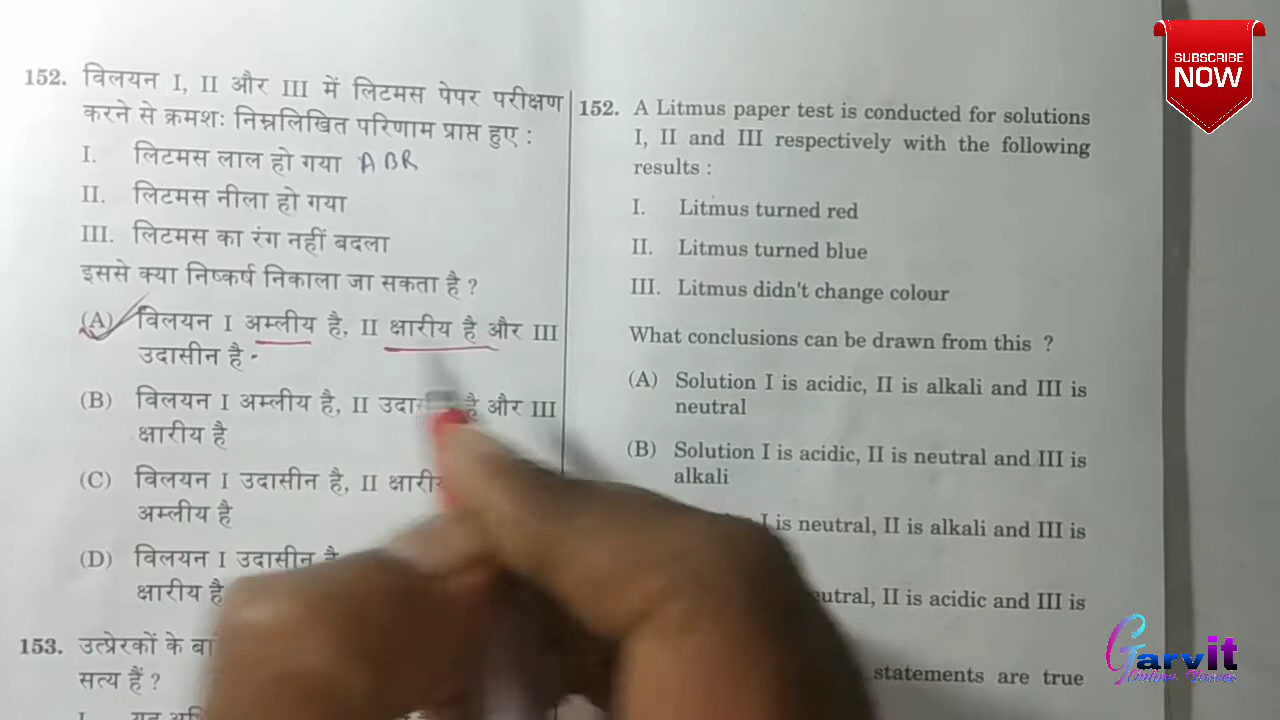 SUBSCRIBE
NOW
152. विलयन I, II और III में लिटमस पेपर परीक्षण
करने से क्रमशः निम्नलिखित परिणाम प्राप्त हुए :
I. लिटमस लाल हो गया ABR
II. लिटमस नीला हो गया
III. लिटमस का रंग नहीं बदला
इससे क्या निष्कर्ष निकाला जा सकता है ?
(A) विलयन I अम्लीय है, II क्षारीय है और III
उदासीन है
(B) विलयन I अम्लीय है, II है और III
क्षारीय है
(C) विलयन I उदासीन है, II
अम्लीय है
(D) विलयन I उदासीन
क्षारीय है
153. उत्प्रेरकों के
सत्य हैं ?
152. A Litmus paper test is conducted for solutions
I, II and III respectively with the following
results :
I. Litmus turned red
II. Litmus turned blue
III. Litmus didn't change colour
What conclusions can be drawn from this ?
(A) Solution I is acidic, II is alkali and III is
neutral
(B) Solution I is acidic, II is neutral and III is
alkali
I is neutral, II is alkali and III is
II is acidic and III is
statements are true
Garvit
Online Classes